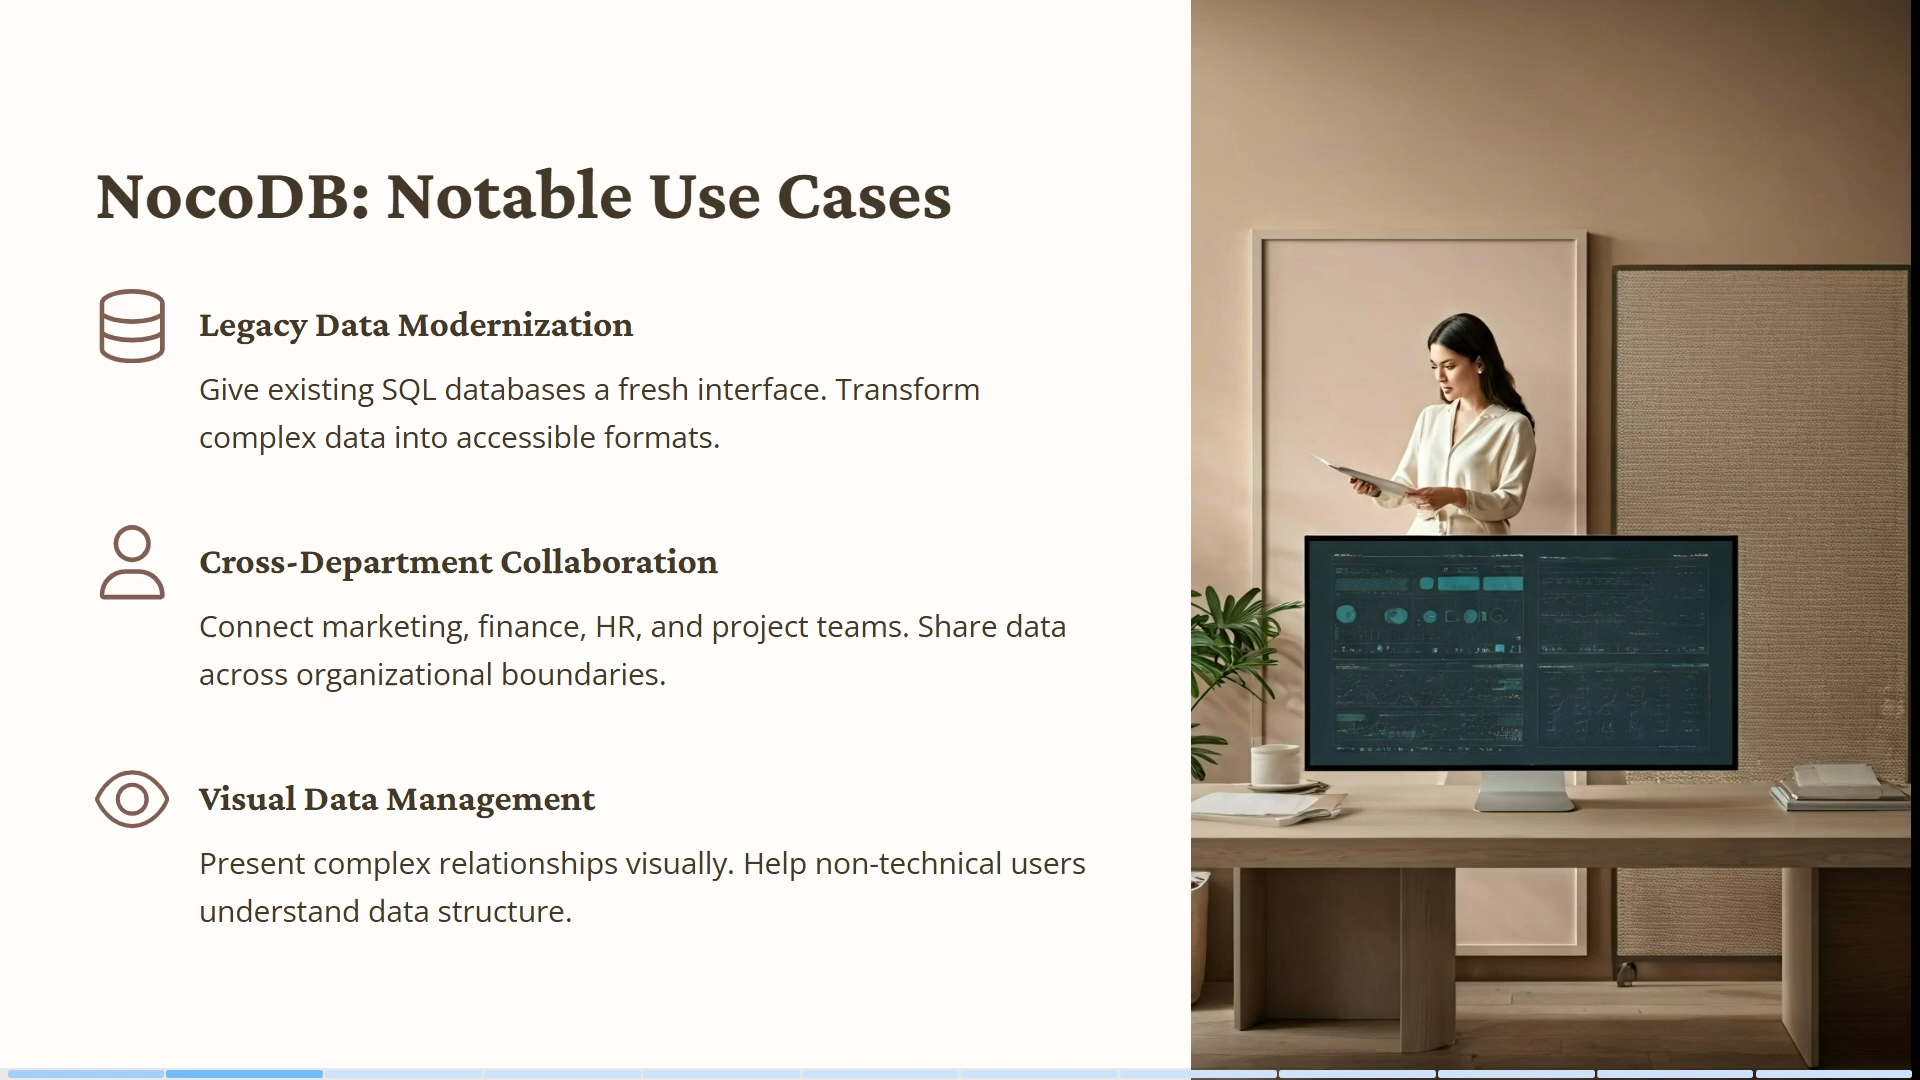 NocoDB: Notable Use Cases
Legacy Data Modernization
Give existing SQL databases a fresh interface. Transform
complex data into accessible formats.
Cross-Department Collaboration
Connect marketing, finance, HR, and project teams. Share data
across organizational boundaries.
Visual Data Management
Present complex relationships visually. Help non-technical users
understand data structure.